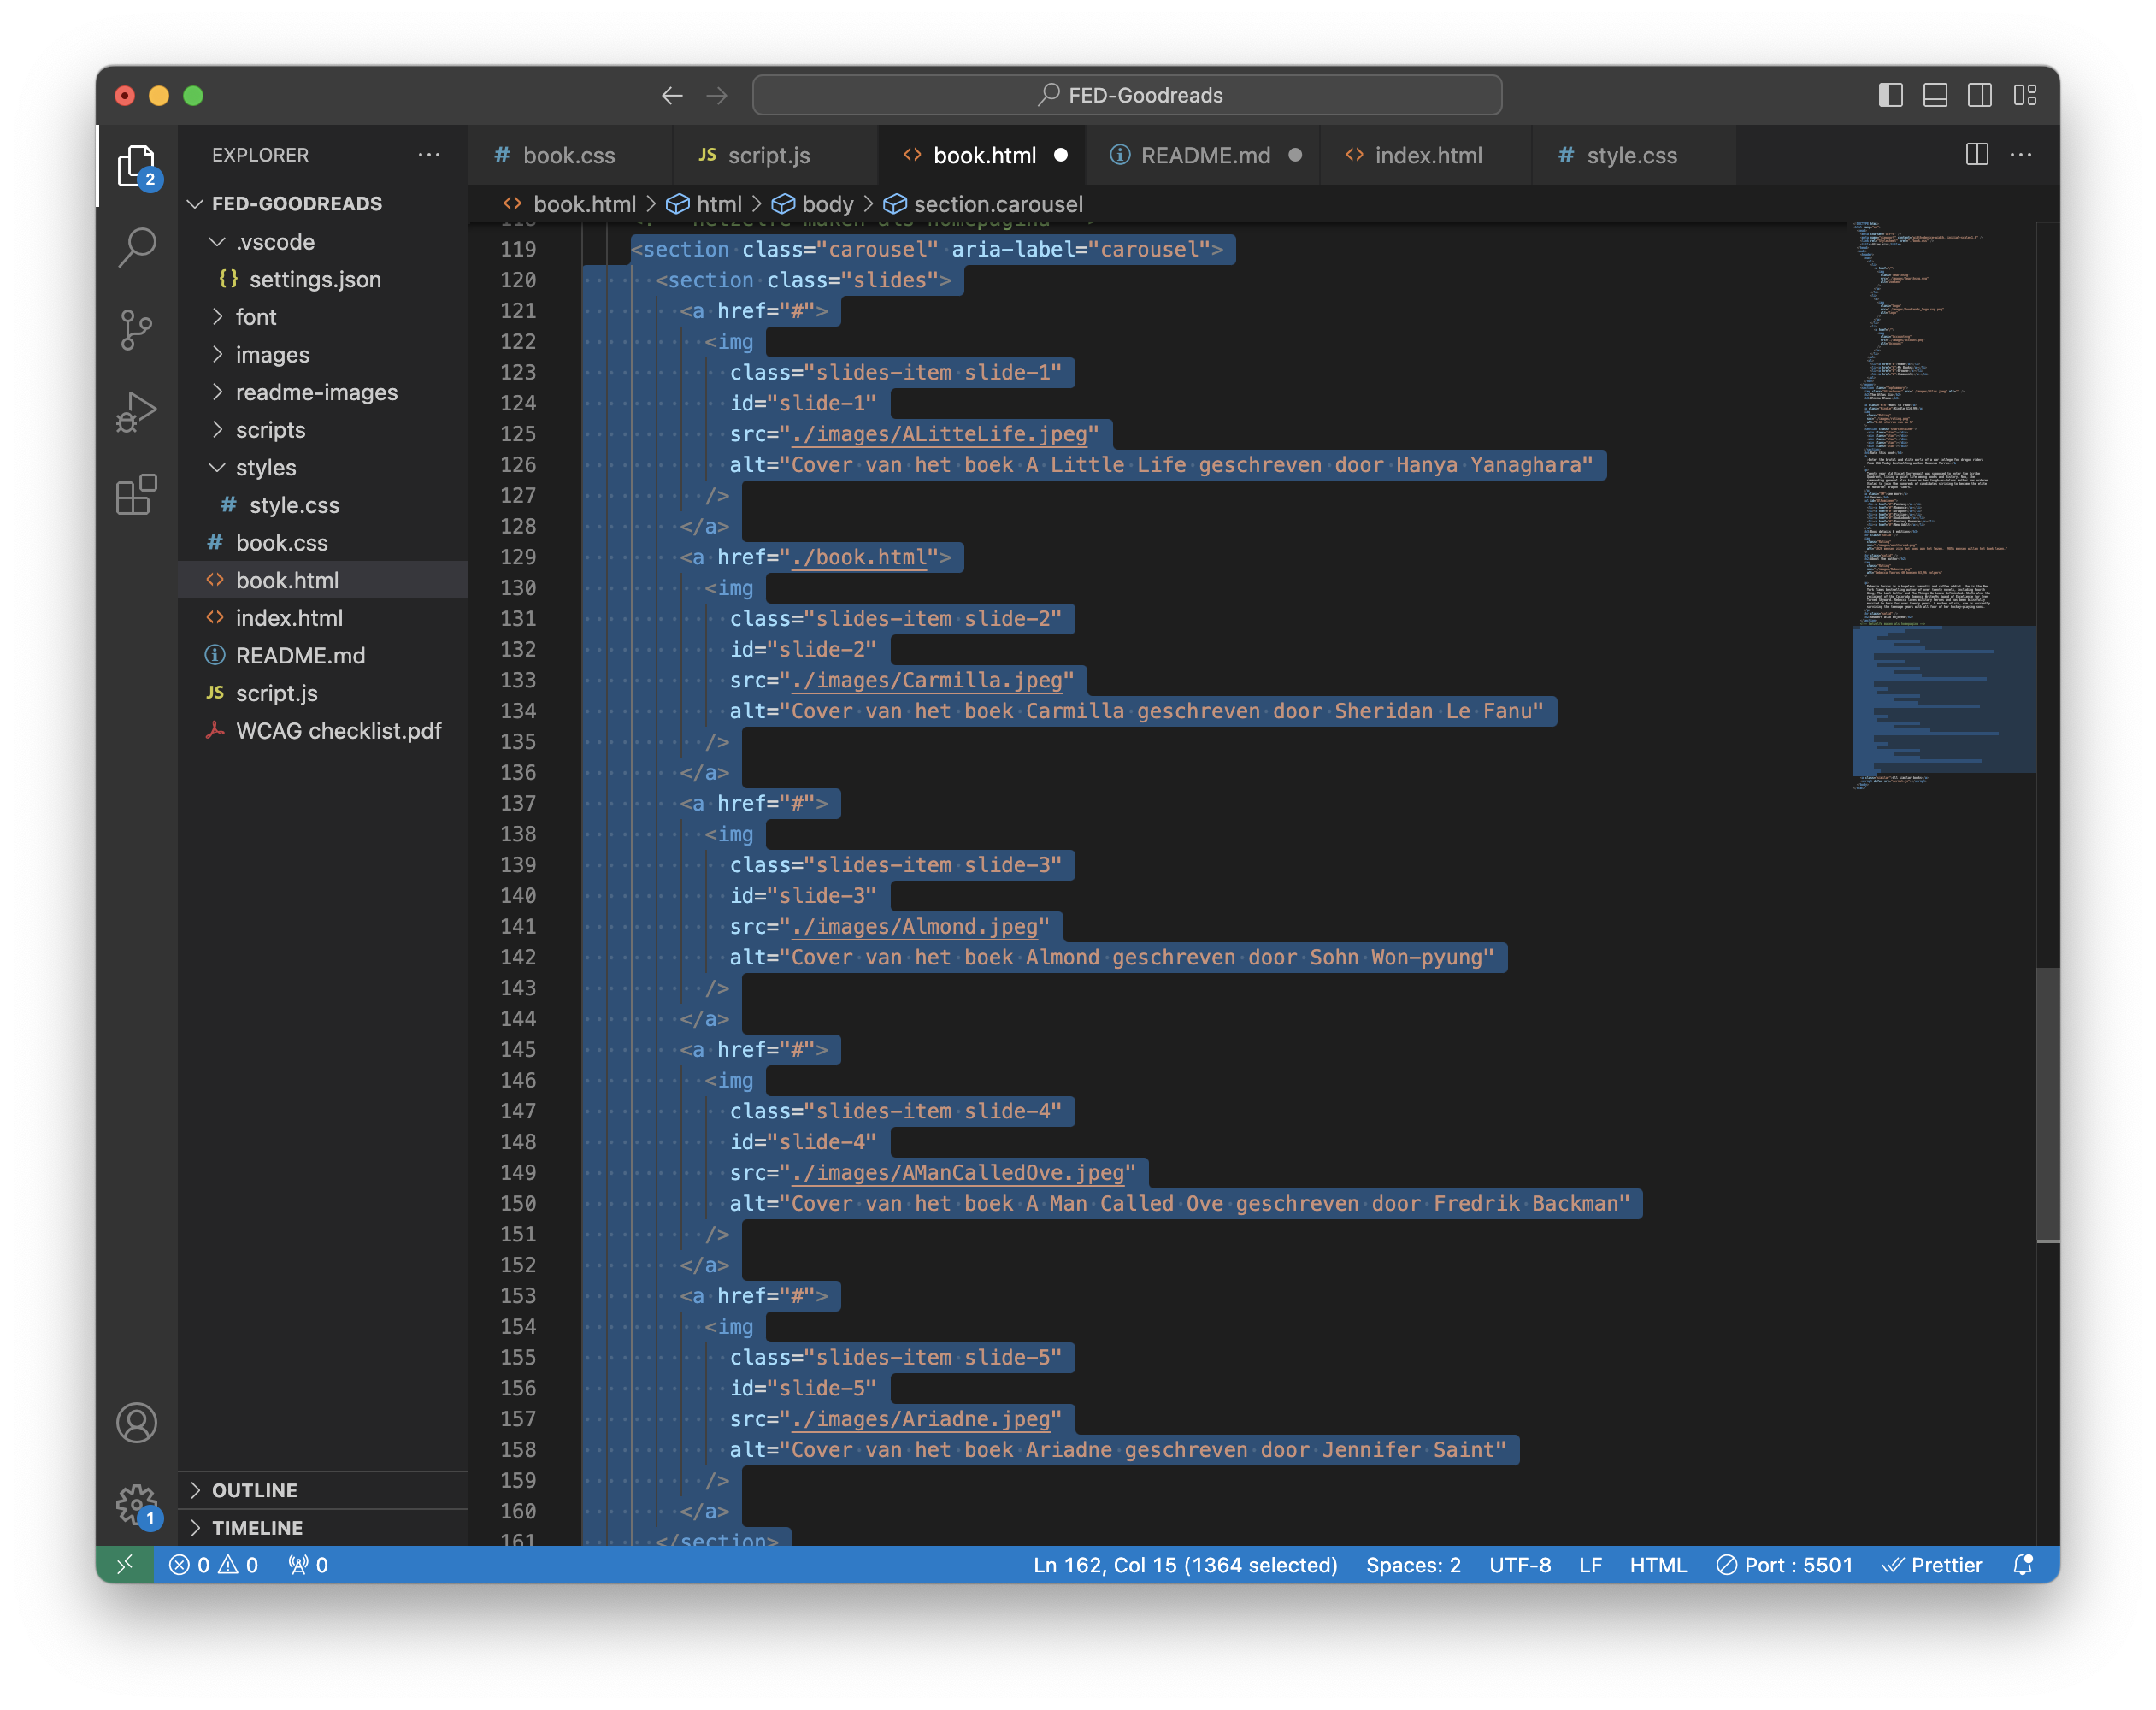 FED-Goodreads
EXPLORER
book.css
script.js
book.html
README.md
index.html
style.css
2
FED-GOODREADS
book.html > html > body > section.carousel
.vscode
settings.json
font
images
readme-images
scripts
styles
style.css
book.css
book.html
index.html
README.md
script.js
WCAG checklist.pdf
119 <section class="carousel" aria-label="carousel">
120 <section class="slides">
121 <a href="#">
122 <img
123 class="slides-item slide-1"
124 id="slide-1"
125 src="./images/ALitteLife.jpeg"
126 alt="Cover van het boek A Little Life geschreven door Hanya Yanaghara"
127 />
128 </a>
129 <a href="./book.html">
130 <img
131 class="slides-item slide-2"
132 id="slide-2"
133 src="./images/Carmilla.jpeg"
134 alt="Cover van het boek Carmilla geschreven door Sheridan Le Fanu"
135 />
136 </a>
137 <a href="#">
138 <img
139 class="slides-item slide-3"
140 id="slide-3"
141 src="./images/Almond.jpeg"
142 alt="Cover van het boek Almond geschreven door Sohn Won-pyung"
143 />
144 </a>
145 <a href="#">
146 <img
147 class="slides-item slide-4"
148 id="slide-4"
149 src="./images/AManCalledOve.jpeg"
150 alt="Cover van het boek A Man Called Ove geschreven door Fredrik Backman"
151 />
152 </a>
153 <a href="#">
154 <img
155 class="slides-item slide-5"
156 id="slide-5"
157 src="./images/Ariadne.jpeg"
158 alt="Cover van het boek Ariadne geschreven door Jennifer Saint"
159 />
160 </a>
161 </section>
OUTLINE
TIMELINE
1
0 0 0
Ln 162, Col 15 (1364 selected) Spaces: 2 UTF-8 LF HTML Port : 5501 Prettier